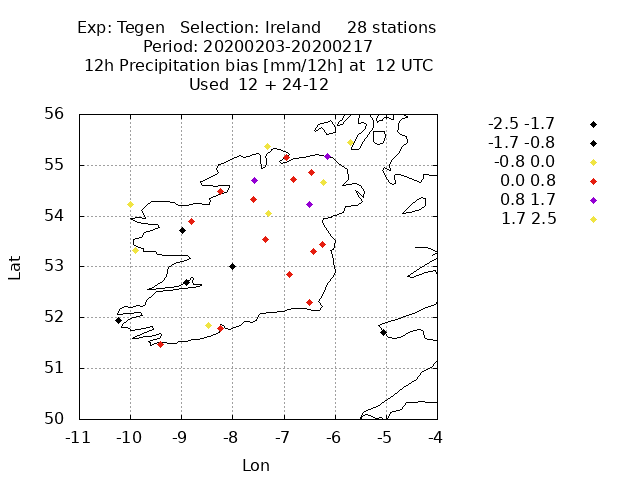 Exp: Tegen Selection: Ireland 28 stations
Period: 20200203-20200217
12h Precipitation bias [mm/12h] at 12 UTC
Used 12 + 24-12
-2.5 -1.7
-1.7 -0.8
-0.8 0.0
0.0 0.8
0.8 1.7
1.7 2.5
56
55
54
53
52
51
50
Lat
-11 -10 -9 -8 -7 -6 -5 -4
Lon